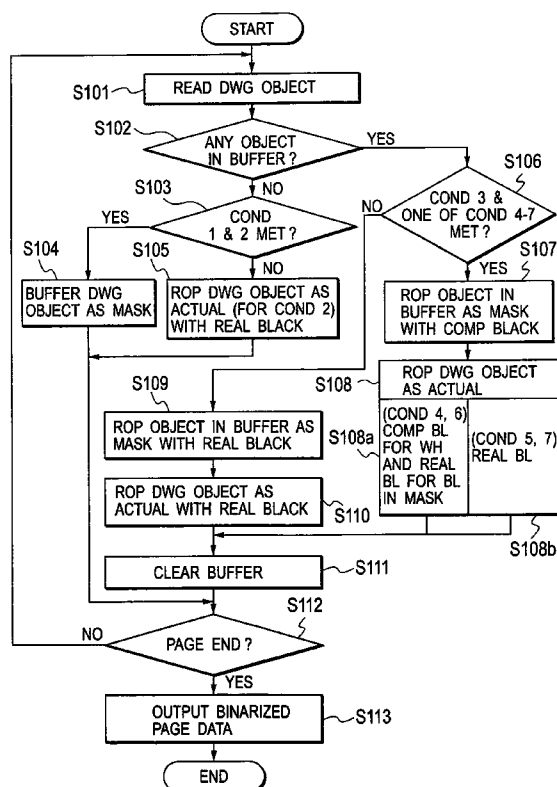 START
S101
READ DWG OBJECT
S102
ANY OBJECT
IN BUFFER ?
YES
NO
S106
COND 3 &
ONE OF COND 4-7
MET ?
NO
YES
S103
COND
1 & 2 MET ?
YES
NO
S104
BUFFER DWG
OBJECT AS MASK
S105
ROP DWG OBJECT AS
ACTUAL (FOR COND 2)
WITH REAL BLACK
S107
ROP OBJECT IN
BUFFER AS MASK
WITH COMP BLACK
S108
ROP DWG OBJECT
AS ACTUAL
S108a
(COND 4, 6)
COMP BL
FOR WH
AND REAL
BL FOR BL
IN MASK
(COND 5, 7)
REAL BL
S108b
S109
ROP OBJECT IN BUFFER AS
MASK WITH REAL BLACK
ROP DWG OBJECT AS
ACTUAL WITH REAL BLACK
S110
CLEAR BUFFER
S111
S112
PAGE END ?
NO
YES
OUTPUT BINARIZED
PAGE DATA
S113
END